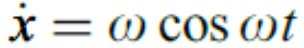 ẋ = ω cos ωt